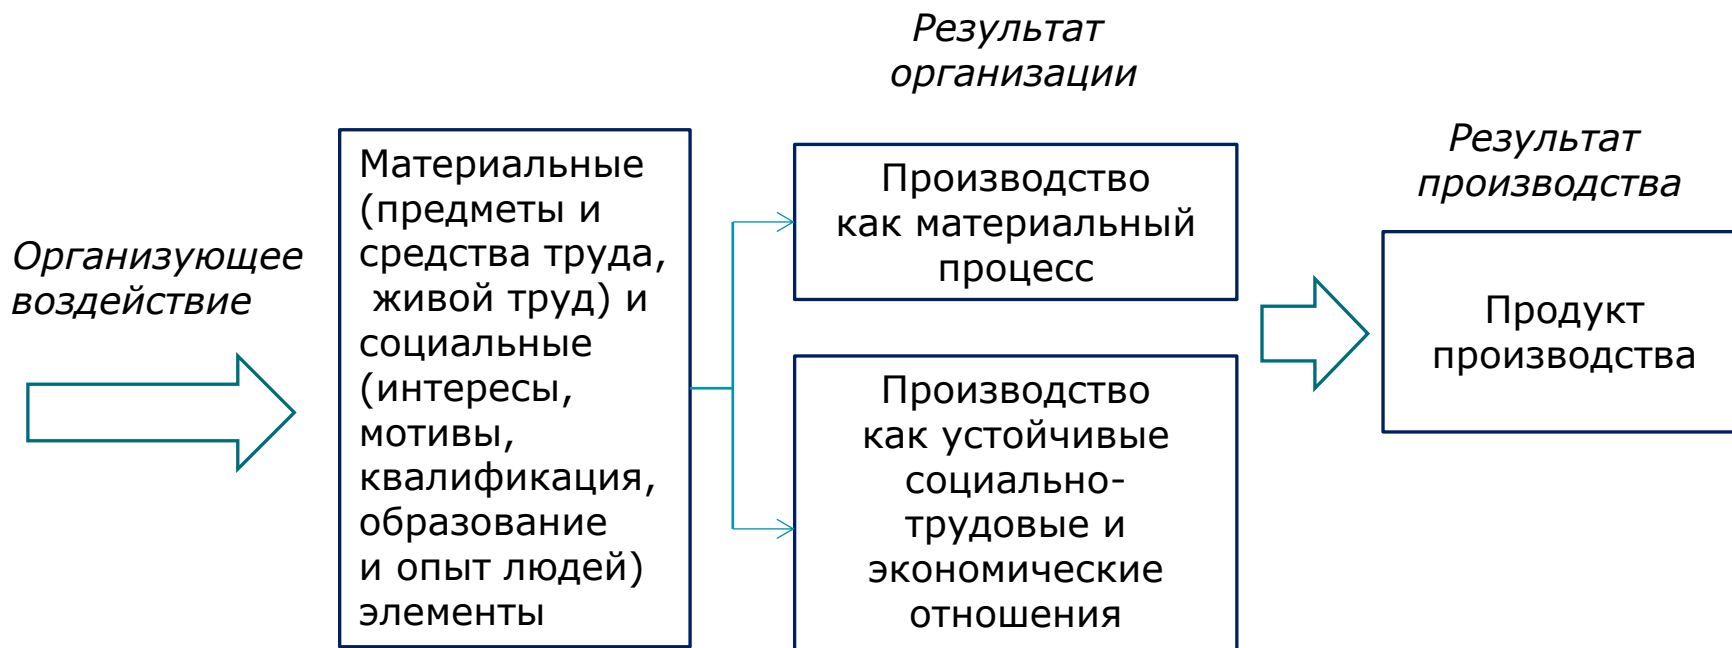 Организующее
воздействие
Материальные
(предметы и
средства труда,
живой труд) и
социальные
(интересы,
мотивы,
квалификация,
образование
и опыт людей)
элементы
Результат
организации
Производство
как материальный
процесс
Производство
как устойчивые
социально-
трудовые и
экономические
отношения
Результат
производства
Продукт
производства